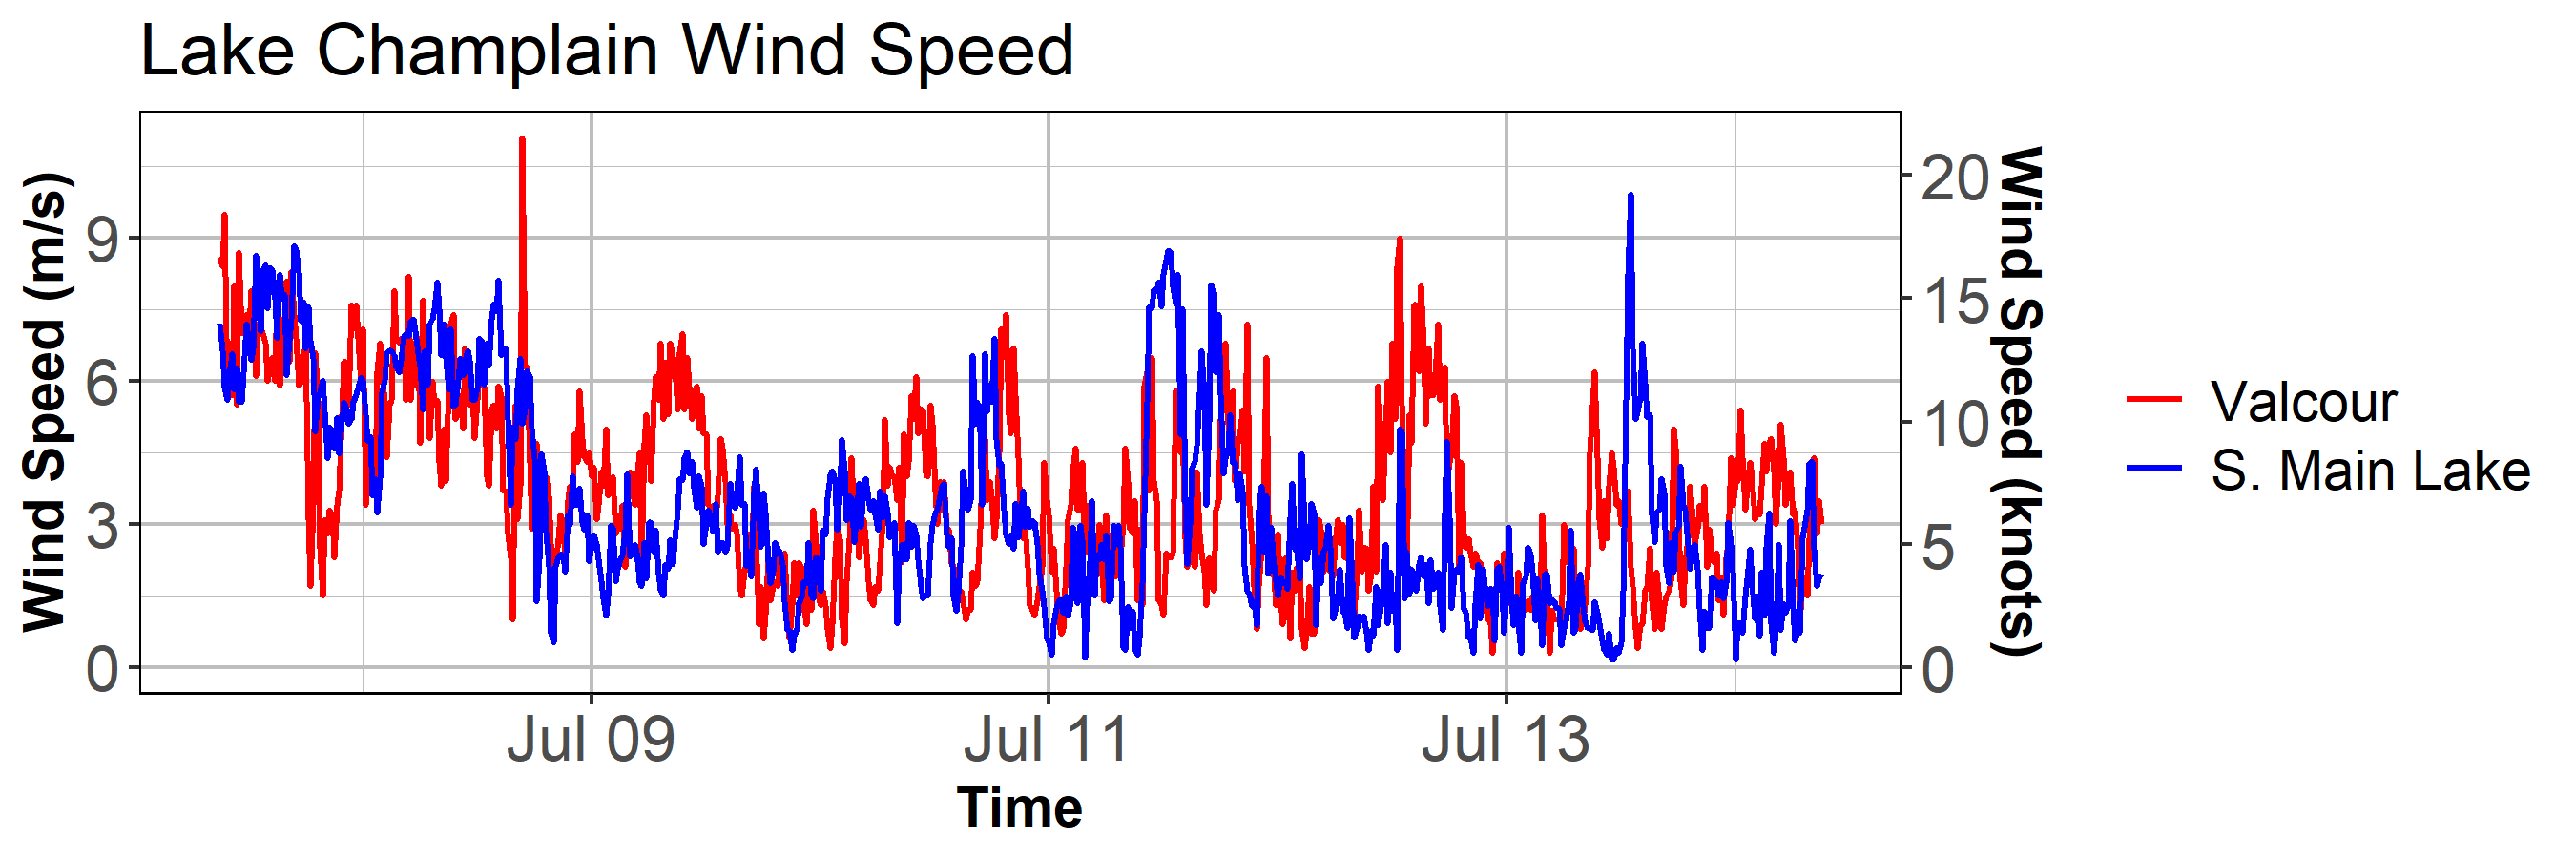 Lake Champlain Wind Speed
Wind Speed (m/s)
9
6
3
0
20
15
10
5
0
Wind Speed (knots)
Jul 09
Jul 11
Jul 13
Time
Valcour
S. Main Lake